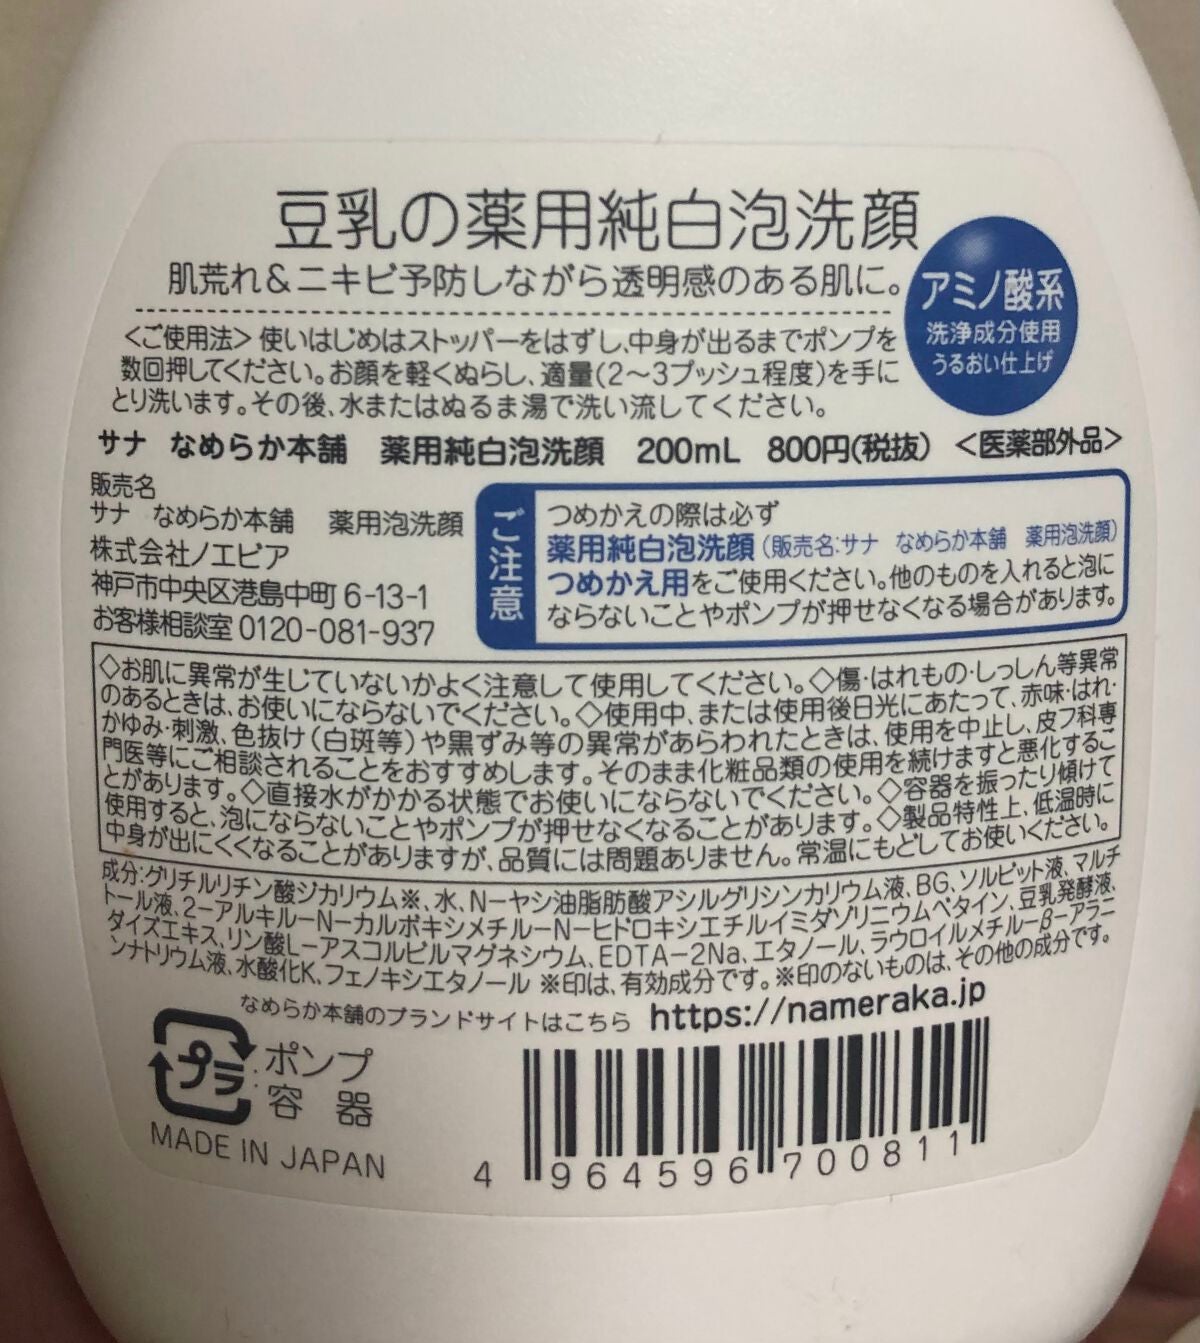 豆乳の薬用純白泡洗顔
肌荒れ&ニキビ予防しながら透明感のある肌に。
アミノ酸系
洗浄成分使用
うるおい仕上げ
<ご使用法> 使いはじめはストッパーをはずし、中身が出るまでポンプを
数回押してください。お顔を軽くぬらし、適量(2〜3プッシュ程度)を手に
とり洗います。その後、水またはぬるま湯で洗い流してください。
サナ なめらか本舗 薬用純白泡洗顔 200mL 800円(税抜) <医薬部外品>
販売名
サナ なめらか本舗 薬用泡洗顔
株式会社ノエビア
神戸市中央区港島中町 6-13-1
お客様相談室 0120-081-937
ご注意
つめかえの際は必ず
薬用純白泡洗顔 (販売名:サナ なめらか本舗 薬用泡洗顔)
つめかえ用をご使用ください。他のものを入れると泡に
ならないことやポンプが押せなくなる場合があります。
◇お肌に異常が生じていないかよく注意して使用してください。◇傷・はれもの・しっしん等異常
のあるときは、お使いにならないでください。◇使用中、または使用後日光にあたって、赤味・はれ・
かゆみ・刺激、色抜け(白斑等)や黒ずみ等の異常があらわれたときは、使用を中止し、皮フ科専
門医等にご相談されることをおすすめします。そのまま化粧品類の使用を続けますと悪化するこ
とがあります。◇直接水がかかる状態でお使いにならないでください。◇容器を振ったり傾けて
使用すると、泡にならないことやポンプが押せなくなることがあります。◇製品特性上、低温時に
中身が出にくくなることがありますが、品質には問題ありません。常温にもどしてお使いください。
成分:グリチルリチン酸ジカリウム※、水、N-ヤシ油脂肪酸アシルグリシンカリウム液、BG、ソルビット液、マルチ
トール液、2-アルキル-N-カルボキシメチル-N-ヒドロキシエチルイミダゾリニウムベタイン、豆乳発酵液、
ダイズエキス、リン酸L-アスコルビルマグネシウム、EDTA-2Na、エタノール、ラウロイルメチル-β-アラニ
ンナトリウム液、水酸化K、フェノキシエタノール ※印は、有効成分です。※印のないものは、その他の成分です。
なめらか本舗のブランドサイトはこちら https://nameraka.jp
プラ
:ポンプ
容器
MADE IN JAPAN
4 964596 700811